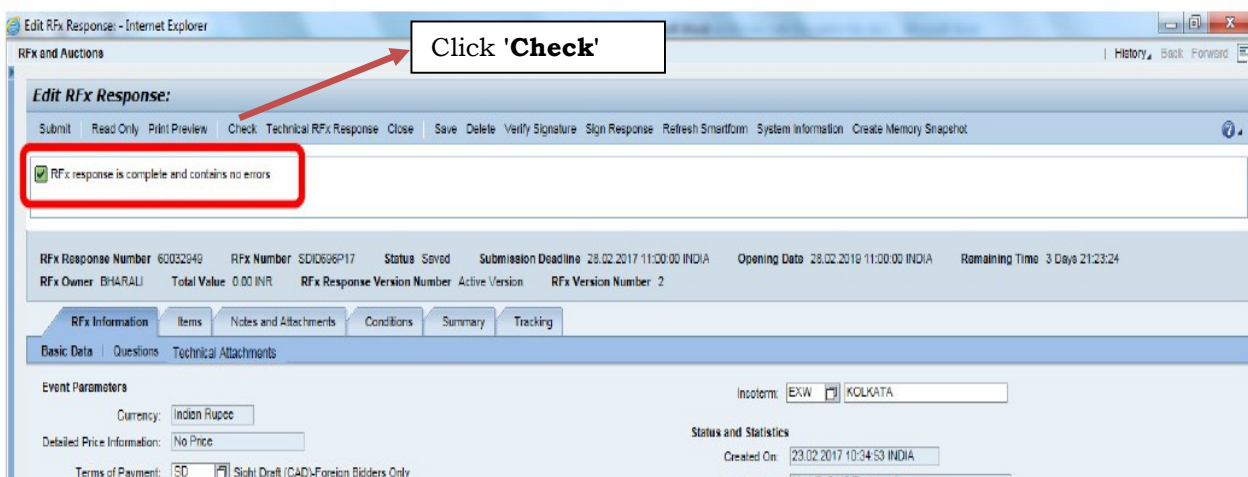 Edit RFx Response: - Internet Explorer
Click 'Check'
RFx and Auctions
History Back Forward
Edit RFx Response:
Submit Read Only Print Preview Check Technical RFx Response Close Save Delete Verify Signature Sign Response Refresh Smartform System Information Create Memory Snapshot
RFx response is complete and contains no errors
RFx Response Number 60032949 RFx Number SDI0696P17 Status Saved Submission Deadline 28.02.2017 11:00:00 INDIA Opening Date 28.02.2019 11:00:00 INDIA Remaining Time 3 Days 21:23:24
RFx Owner BHARALI Total Value 0.00 INR RFx Response Version Number Active Version RFx Version Number 2
RFx Information Items Notes and Attachments Conditions Summary Tracking
Basic Data Questions Technical Attachments
Event Parameters
Incoterm: EXW KOLKATA
Currency: Indian Rupee
Status and Statistics
Detailed Price Information: No Price
Created On: 23.02.2017 10:34:53 INDIA
Terms of Payment: SD Sight Draft (CAD)-Foreign Bidders Only